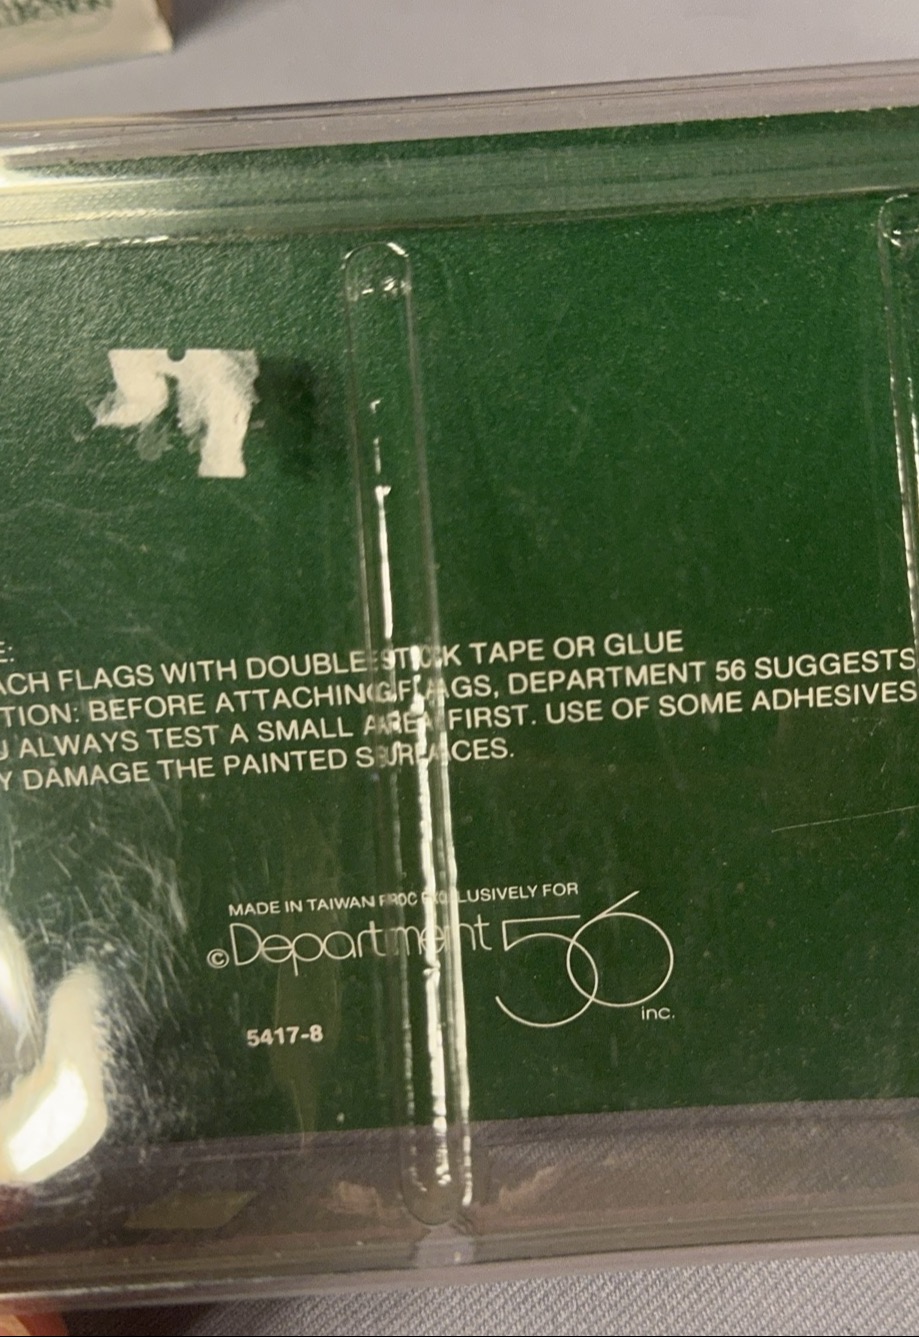 E:
ACH FLAGS WITH DOUBLE STICK TAPE OR GLUE
TION: BEFORE ATTACHING FLAGS, DEPARTMENT 56 SUGGESTS
ALWAYS TEST A SMALL AREA FIRST. USE OF SOME ADHESIVES
Y DAMAGE THE PAINTED SURFACES.
MADE IN TAIWAN PROC EXCLUSIVELY FOR
©Department 56
inc.
5417-8